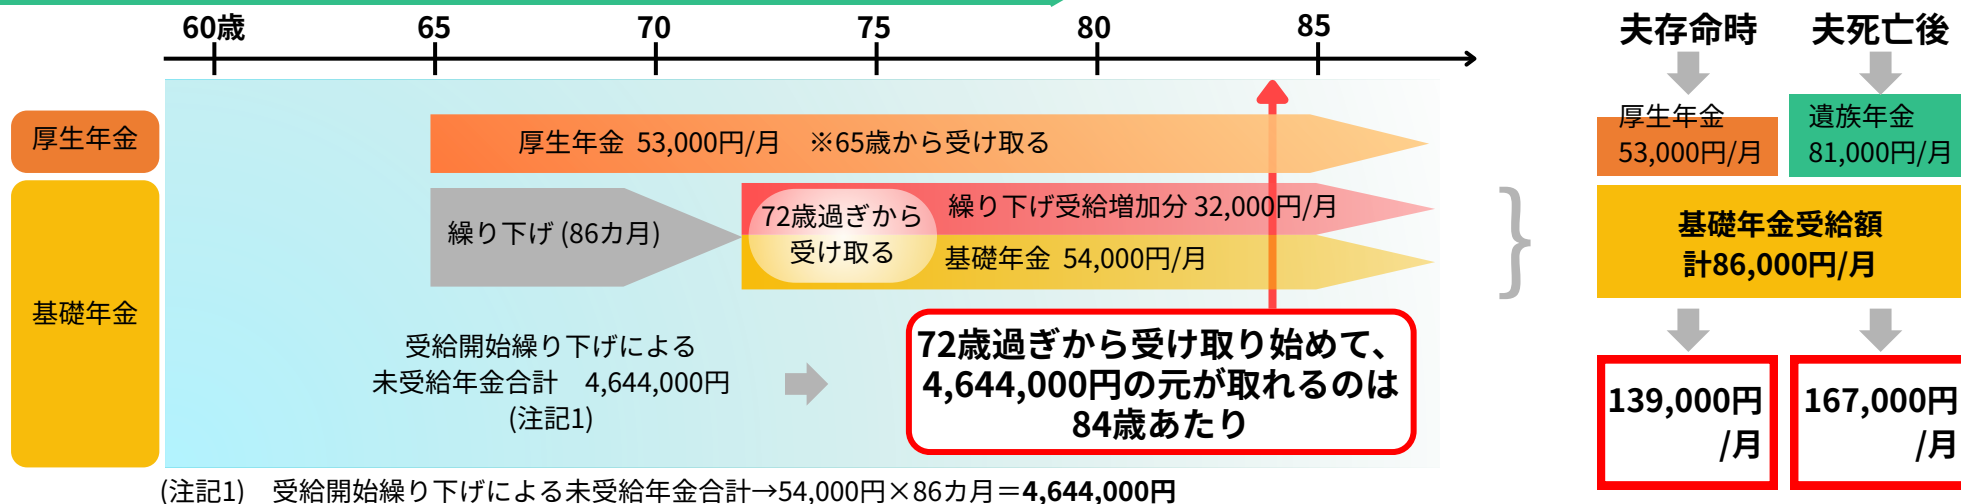 60歳 65 70 75 80 85
夫存命時 夫死亡後
厚生年金
厚生年金 53,000円/月 ※65歳から受け取る
厚生年金
53,000円/月
遺族年金
81,000円/月
基礎年金
繰り下げ (86カ月)
72歳過ぎから
受け取る
繰り下げ受給増加分 32,000円/月
基礎年金 54,000円/月
}
基礎年金受給額
計86,000円/月
受給開始繰り下げによる
未受給年金合計 4,644,000円
(注記1)
72歳過ぎから受け取り始めて、
4,644,000円の元が取れるのは
84歳あたり
139,000円
/月
167,000円
/月
(注記1) 受給開始繰り下げによる未受給年金合計→54,000円×86カ月＝4,644,000円